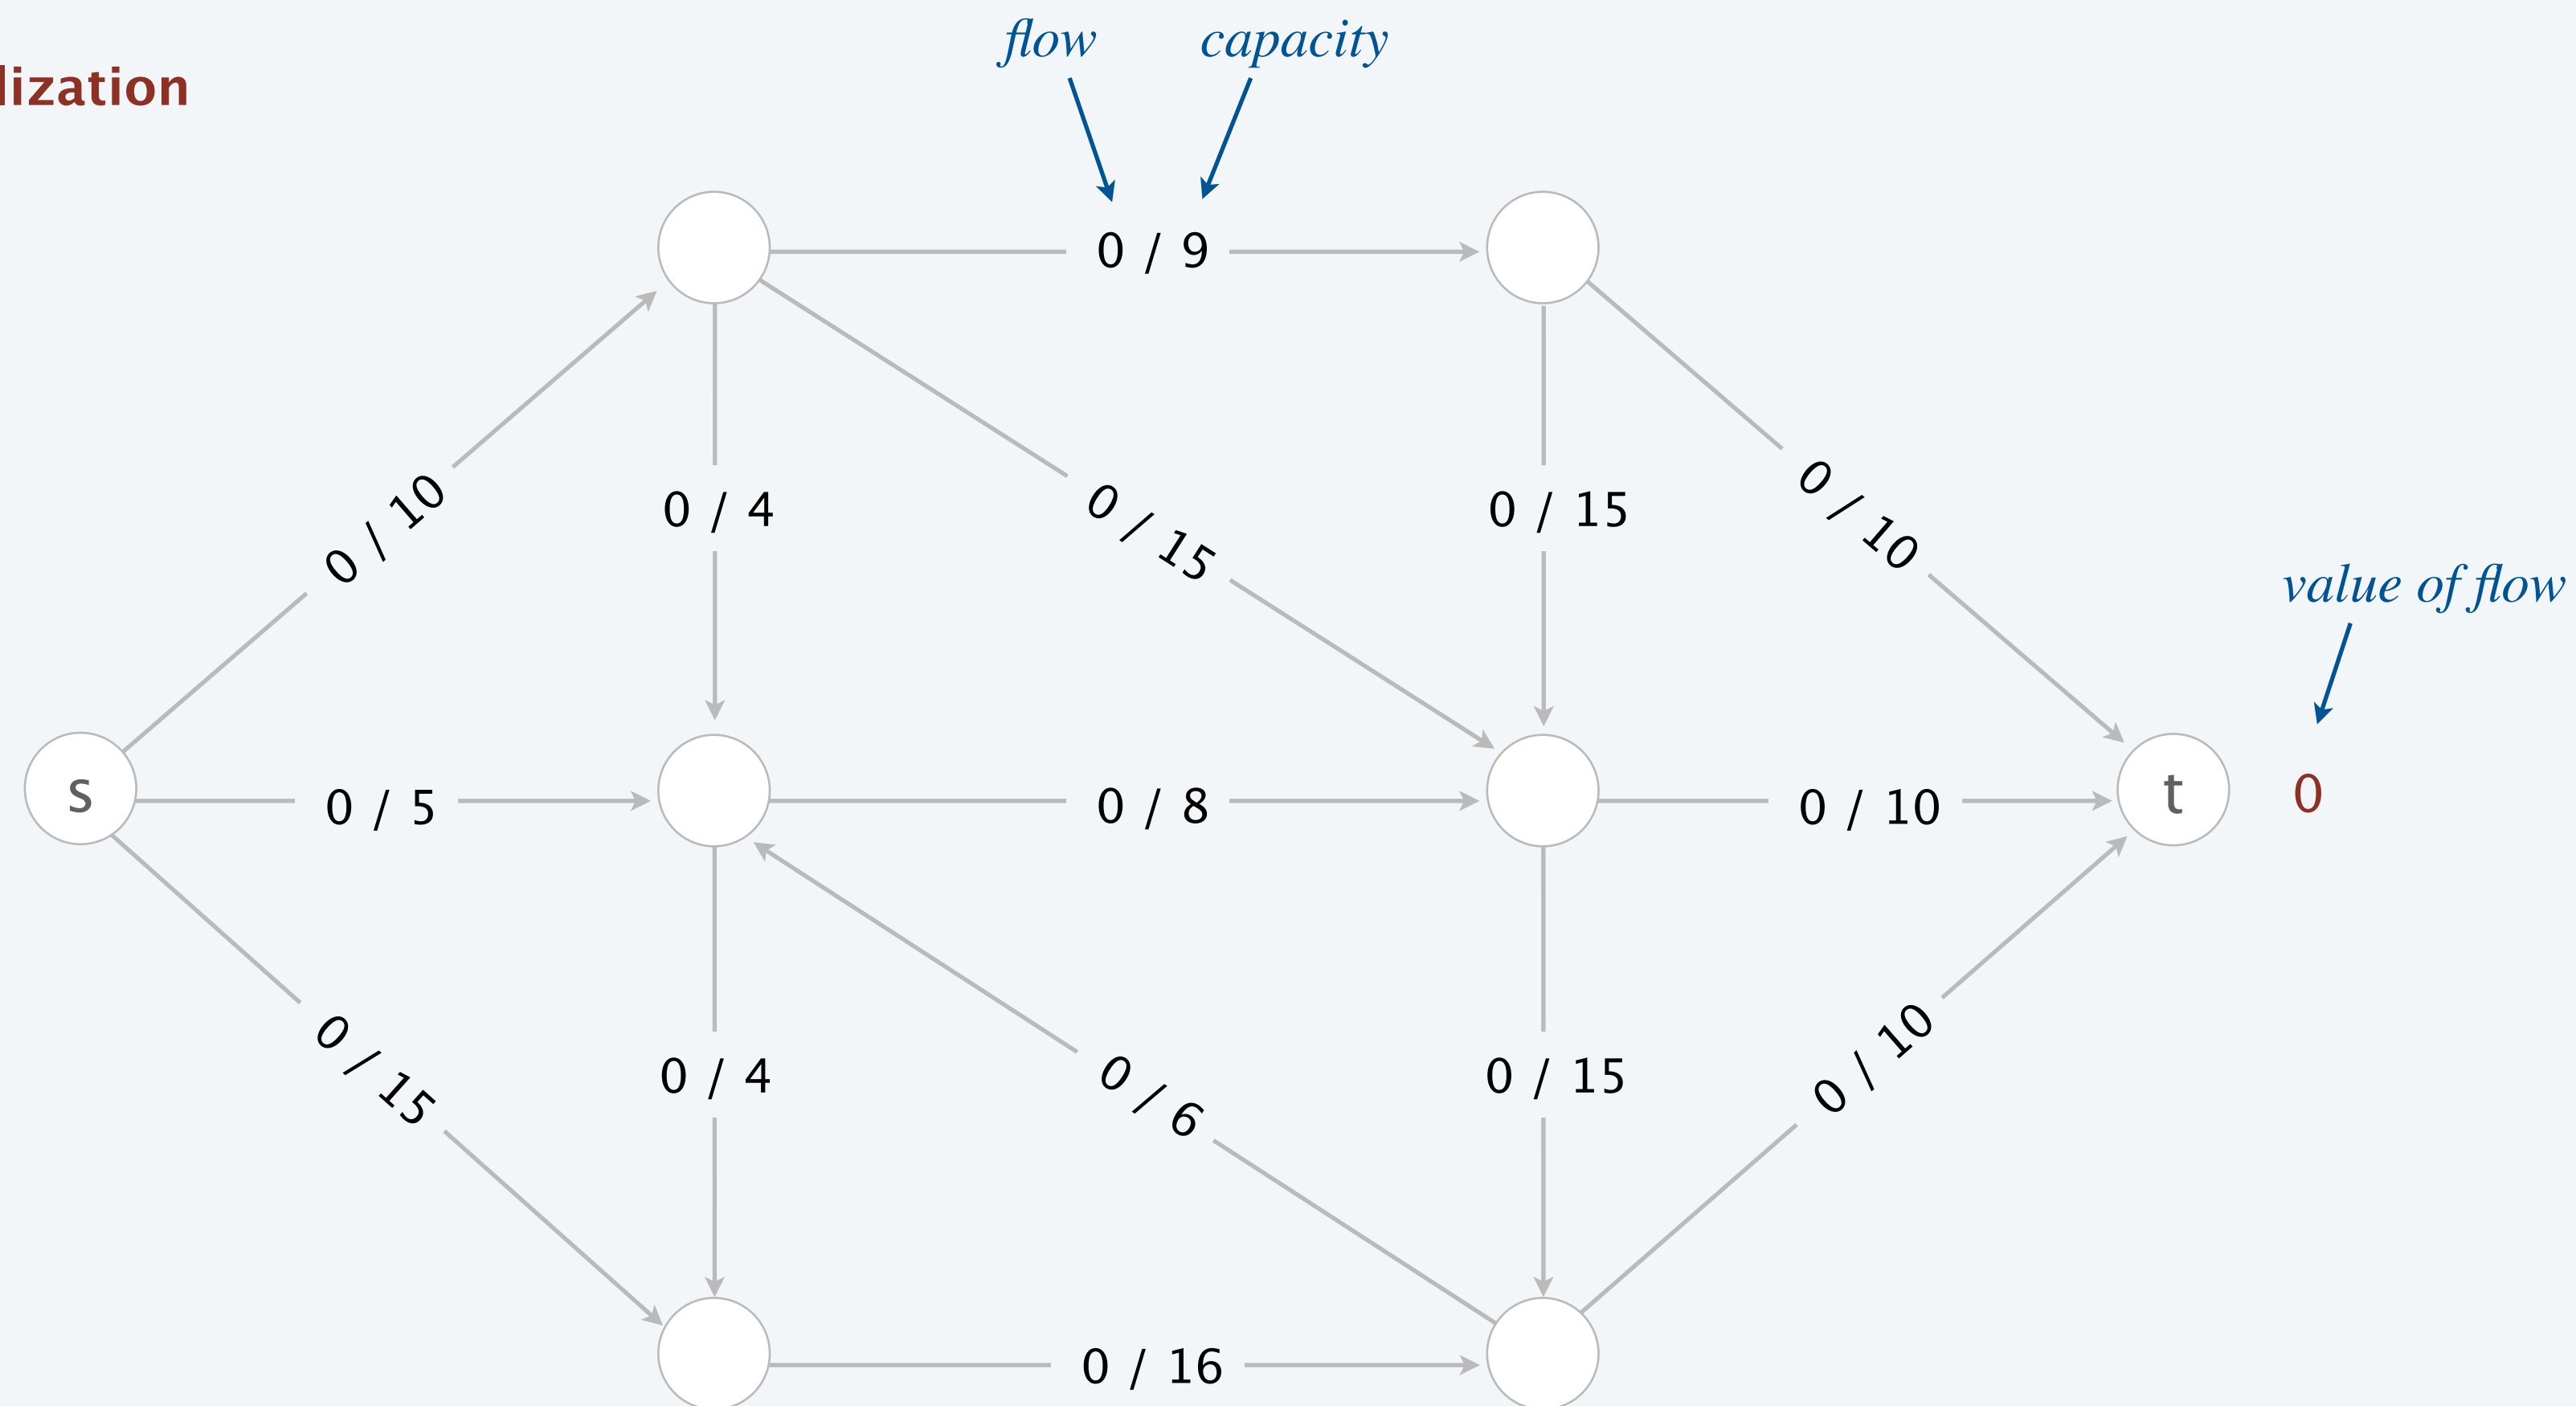 flow capacity
lization
0 / 9
0 / 10
0 / 4
0 / 15
0 / 15
0 / 10
value of flow
s
0 / 5
0 / 8
0 / 10
t
0
0 / 15
0 / 4
0 / 6
0 / 15
0 / 10
0 / 16